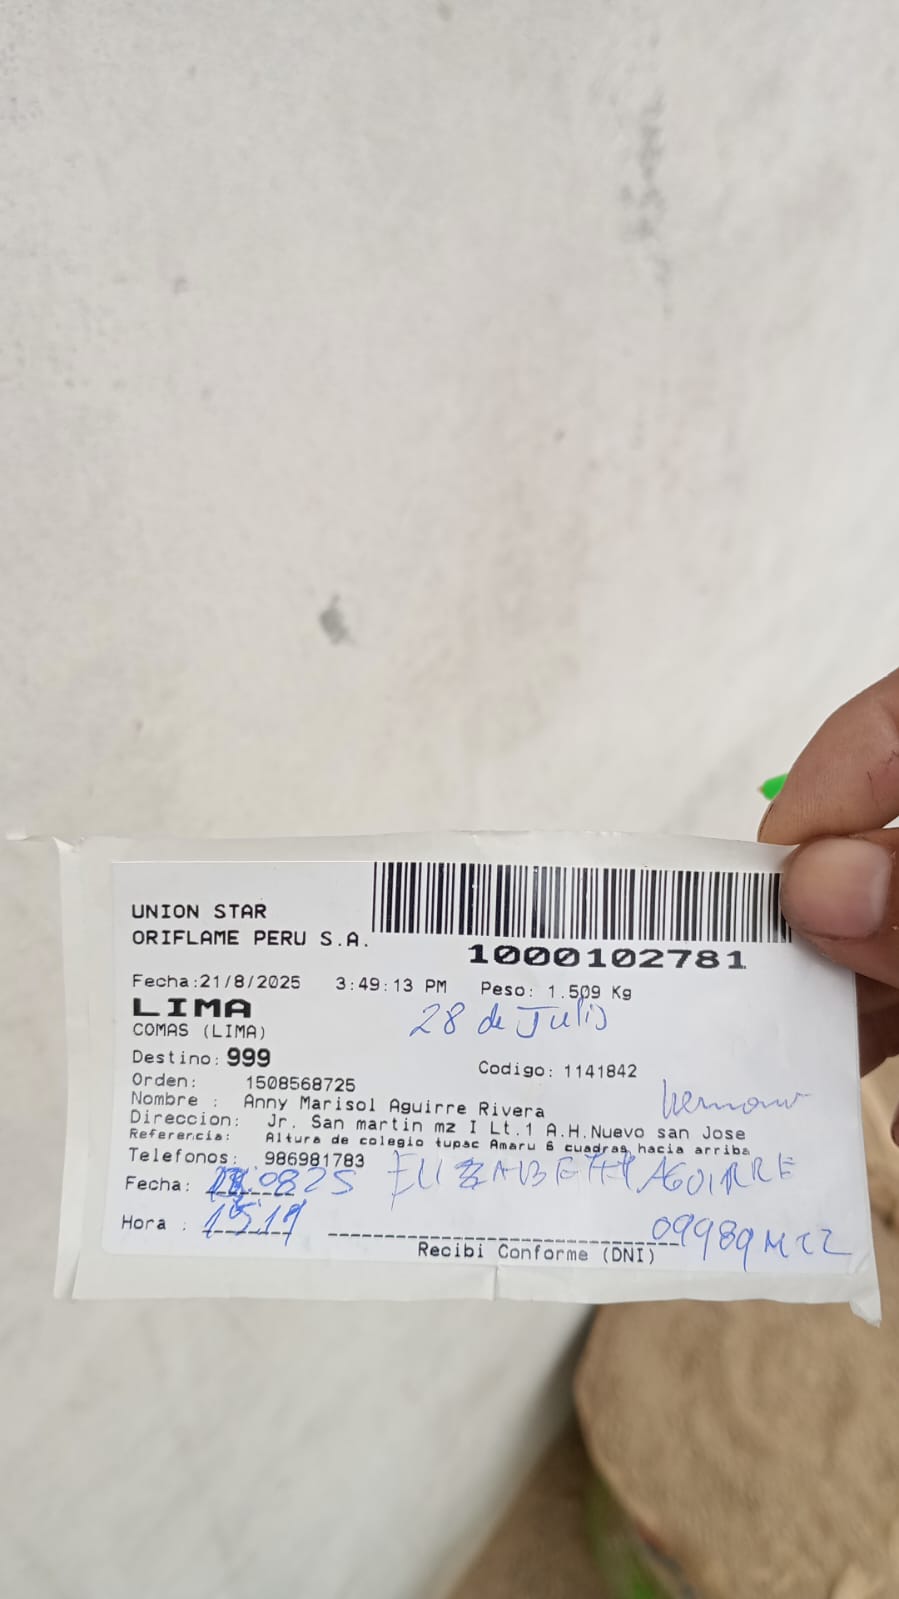 UNION STAR
ORIFLAME PERU S.A.
1000102781
Fecha:21/8/2025 3:49:13 PM Peso: 1.509 Kg
LIMA
28 de Julio
COMAS (LIMA)
Destino: 999
Codigo: 1141842
Orden: 1508568725
Nombre : Anny Marisol Aguirre Rivera
Direccion: Jr. San martin mz I Lt.1 A.H.Nuevo san Jose
Referencia: Altura de colegio tupac Amaru 6 cuadras hacia arriba
Telefonos: 986981783
ELIZABETH AGUIRRE
Fecha: 0825
Hora :
Recibi Conforme (DNI)